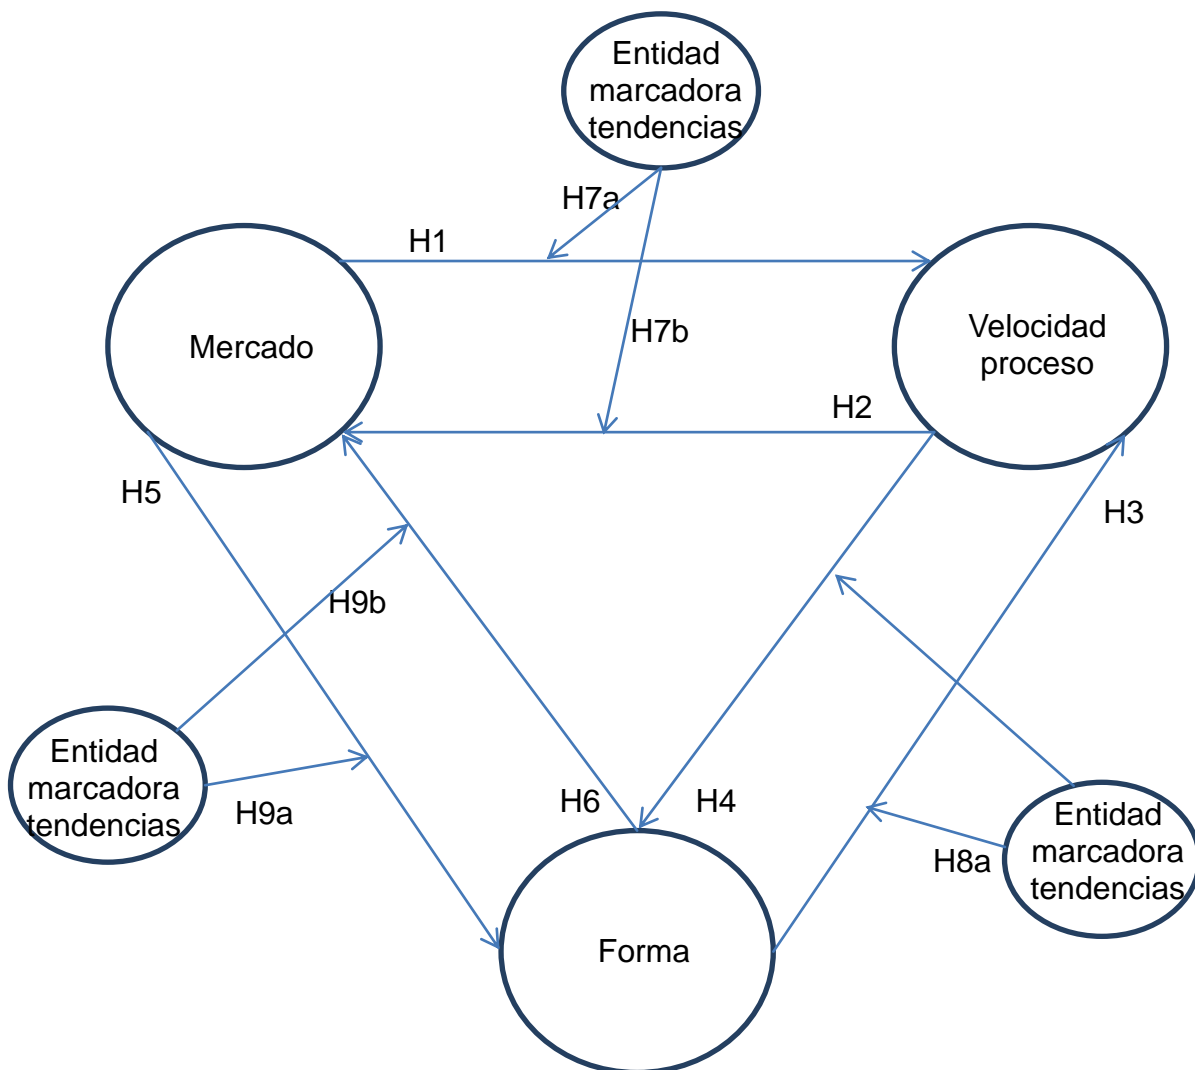 Entidad
marcadora
tendencias
H7a
H1
H7b
Mercado
Velocidad
proceso
H2
H5
H3
H9b
Entidad
marcadora
tendencias
H9a
H6
H4
Entidad
marcadora
tendencias
H8a
Forma